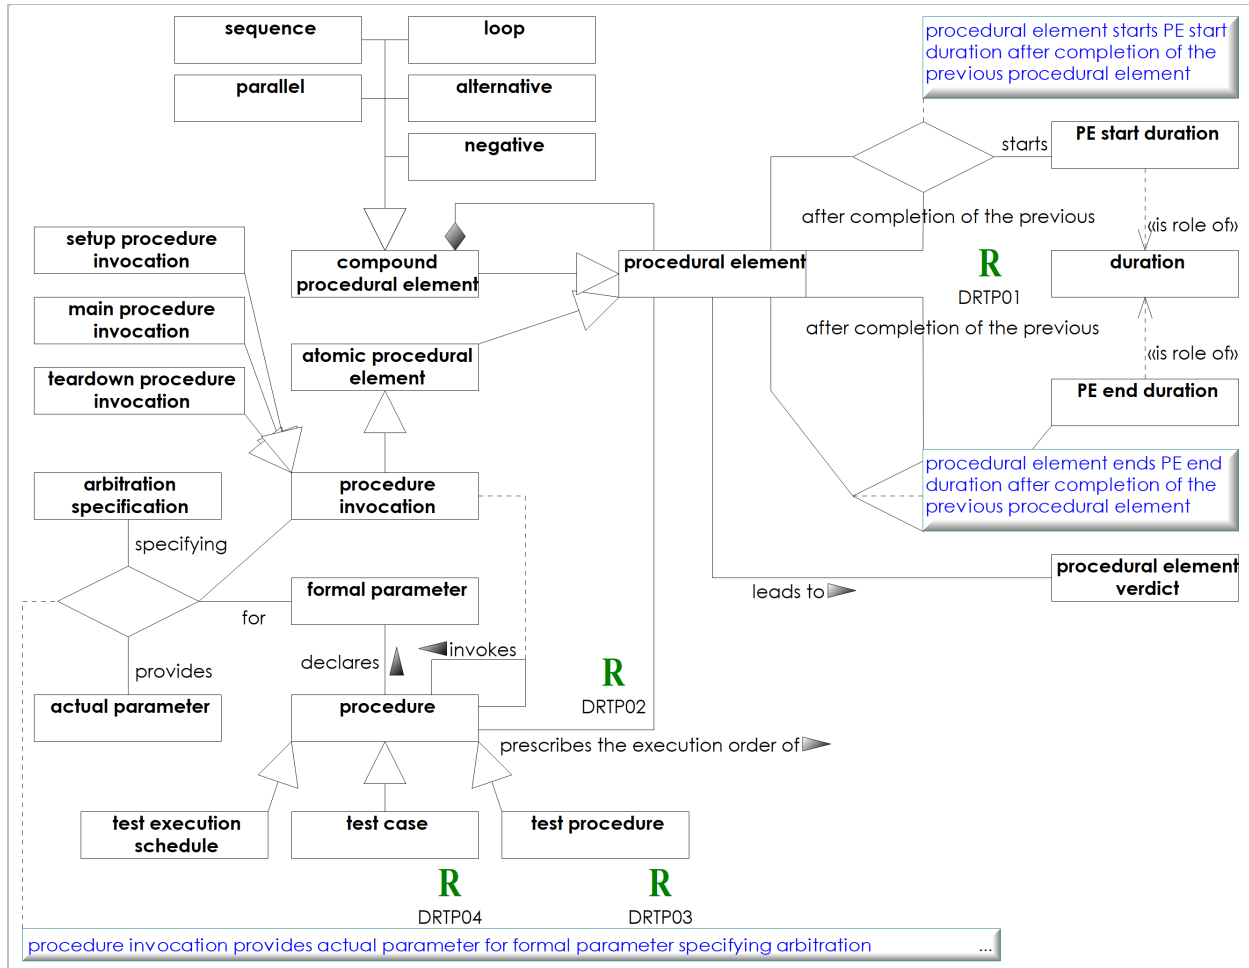 sequence
loop
procedural element starts PE start
duration after completion of the
previous procedural element
parallel
alternative
negative
starts
PE start duration
after completion of the previous
«is role of»
setup procedure
invocation
compound
procedural element
procedural element
R
DRTP01
duration
main procedure
invocation
after completion of the previous
«is role of»
atomic procedural
element
teardown procedure
invocation
PE end duration
procedural element ends PE end
duration after completion of the
previous procedural element
arbitration
specification
procedure
invocation
specifying
formal parameter
for
leads to
procedural element
verdict
declares
invokes
provides
R
DRTP02
actual parameter
procedure
prescribes the execution order of
test execution
schedule
test case
test procedure
R
DRTP04
R
DRTP03
procedure invocation provides actual parameter for formal parameter specifying arbitration ...